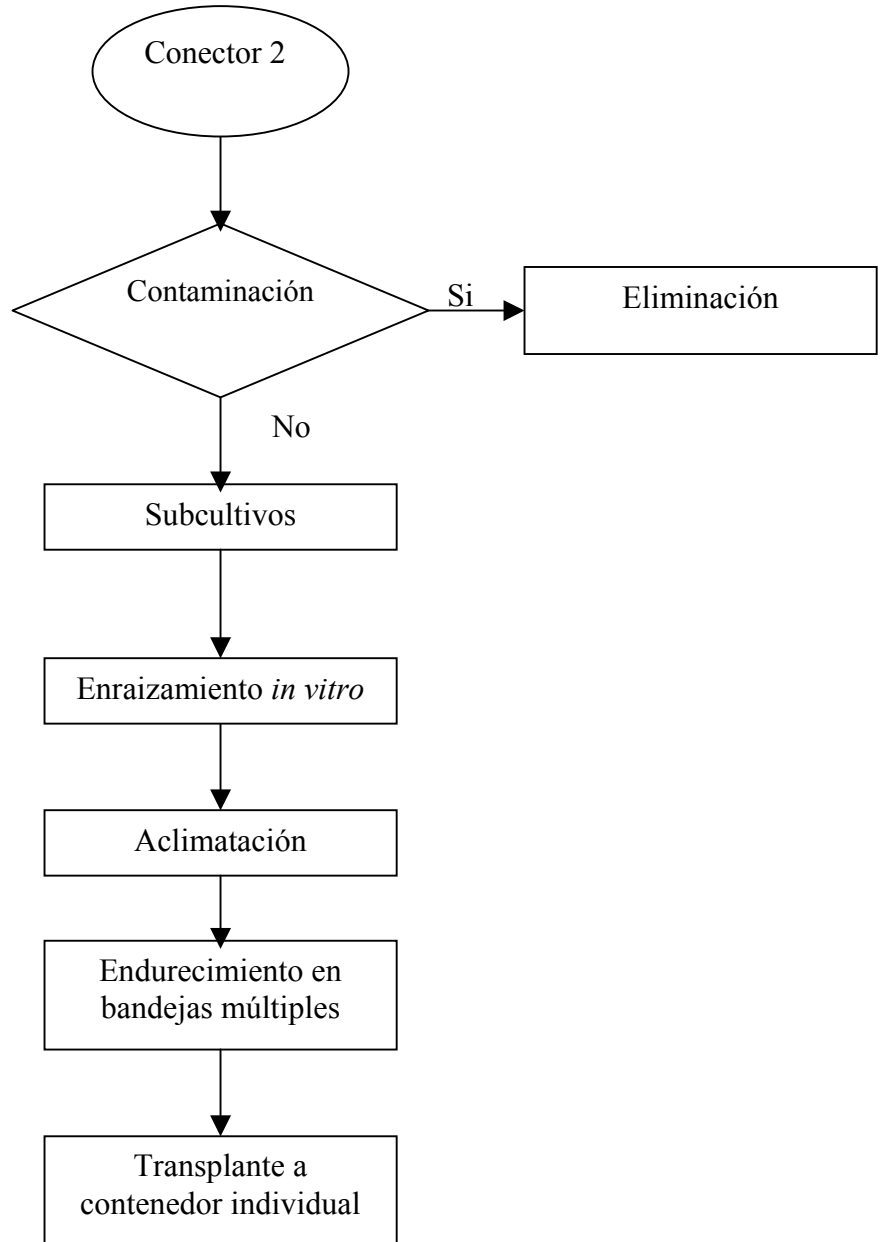 Conector 2
Contaminación
Si
Eliminación
No
Subcultivos
Enraizamiento in vitro
Aclimatación
Endurecimiento en
bandejas múltiples
Transplante a
contenedor individual